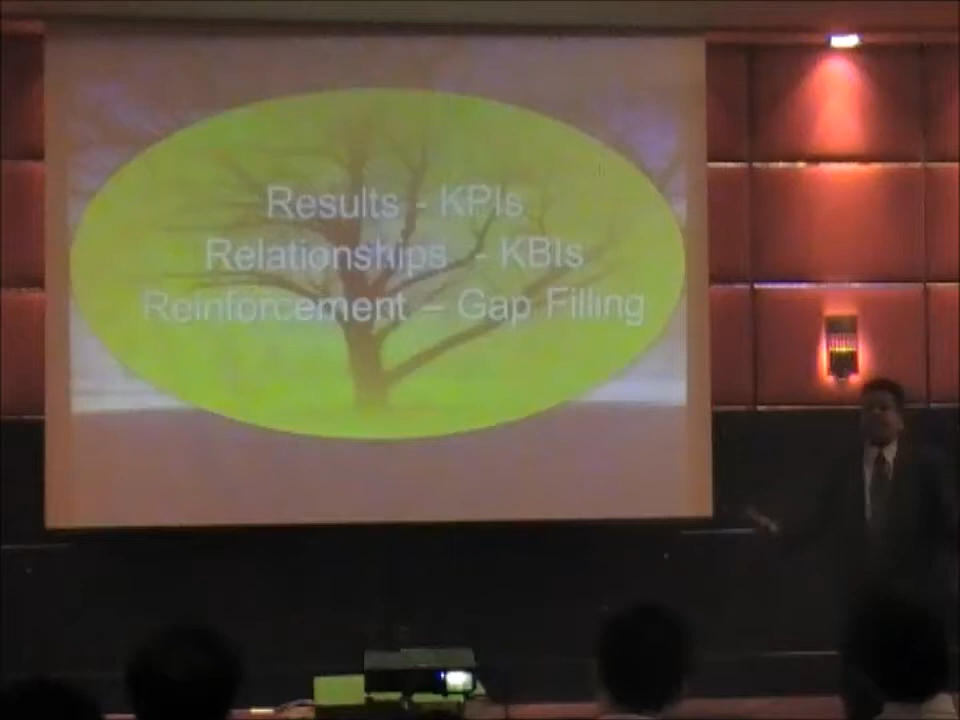 Results - KPIs
Relationships - KBIs
Reinforcement – Gap Filling